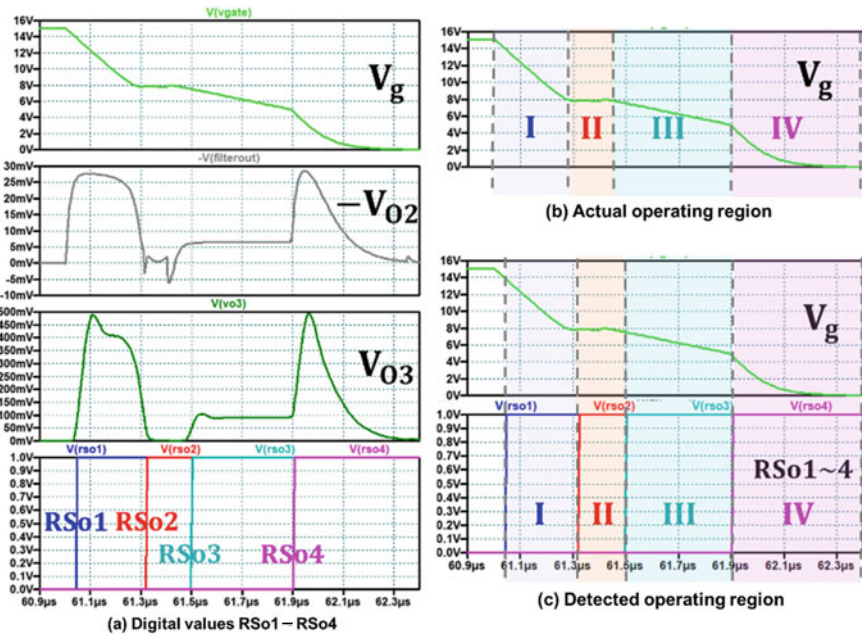 V(vgate)
16V
14V
12V
10V
8V
6V
4V
2V
0V
Vg
-V(filterout)
30mV
25mV
20mV
15mV
10mV
5mV
0mV
-5mV
-10mV
−VO2
V(vo3)
500mV
450mV
400mV
350mV
300mV
250mV
200mV
150mV
100mV
50mV
0mV
VO3
V(rso1) V(rso2) V(rso3) V(rso4)
1.0V
0.9V
0.8V
0.7V
0.6V
0.5V
0.4V
0.3V
0.2V
0.1V
0.0V
RSo1 RSo2 RSo3 RSo4
60.9µs 61.1µs 61.3µs 61.5µs 61.7µs 61.9µs 62.1µs 62.3µs
(a) Digital values RSo1−RSo4
16V
14V
12V
10V
8V
6V
4V
2V
0V
Vg
I II III IV
(b) Actual operating region
16V
14V
12V
10V
8V
6V
4V
2V
0V
Vg
V(rso1) V(rso2) V(rso3) V(rso4)
1.0V
0.9V
0.8V
0.7V
0.6V
0.5V
0.4V
0.3V
0.2V
0.1V
0.0V
RSo1~4
I II III IV
60.9µs 61.1µs 61.3µs 61.5µs 61.7µs 61.9µs 62.1µs 62.3µs
(c) Detected operating region